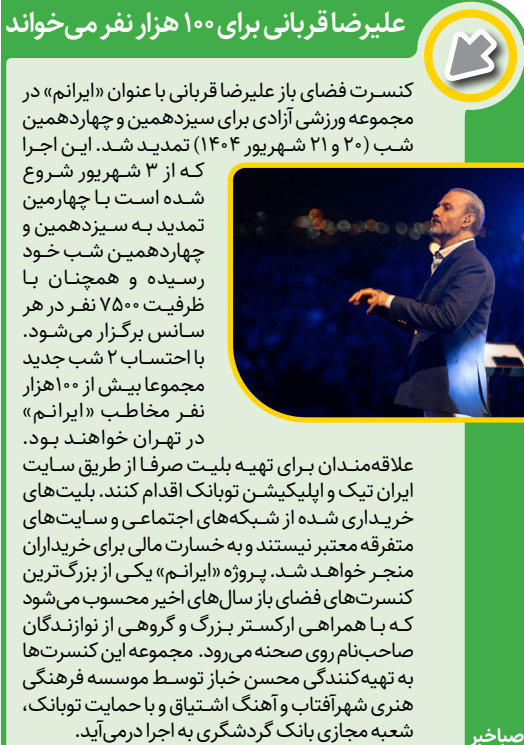 علیرضا قربانی برای ۱۰۰ هزار نفر می‌خواند
کنسرت فضای باز علیرضا قربانی با عنوان «ایرانم» در
مجموعه ورزشی آزادی برای سیزدهمین و چهاردهمین
شب (۲۰ و ۲۱ شهریور ۱۴۰۴) تمدید شد. این اجرا
که از ۳ شهریور شروع
شده است با چهارمین
تمدید به سیزدهمین و
چهاردهمین شب خود
رسیده و همچنان با
ظرفیت ۷۵۰۰ نفر در هر
سانس برگزار می‌شود.
با احتساب ۲ شب جدید
مجموعا بیش از ۱۰۰هزار
نفر مخاطب «ایرانم»
در تهران خواهند بود.
علاقه‌مندان برای تهیه بلیت صرفا از طریق سایت
ایران تیک و اپلیکیشن توبانک اقدام کنند. بلیت‌های
خریداری شده از شبکه‌های اجتماعی و سایت‌های
متفرقه معتبر نیستند و به خسارت مالی برای خریداران
منجر خواهد شد. پروژه «ایرانم» یکی از بزرگ‌ترین
کنسرت‌های فضای باز سال‌های اخیر محسوب می‌شود
که با همراهی ارکستر بزرگ و گروهی از نوازندگان
صاحب‌نام روی صحنه می‌رود. مجموعه این کنسرت‌ها
به تهیه‌کنندگی محسن خباز توسط موسسه فرهنگی
هنری شهرآفتاب و آهنگ اشتیاق و با حمایت توبانک،
شعبه مجازی بانک گردشگری به اجرا درمی‌آید.
صباخبر